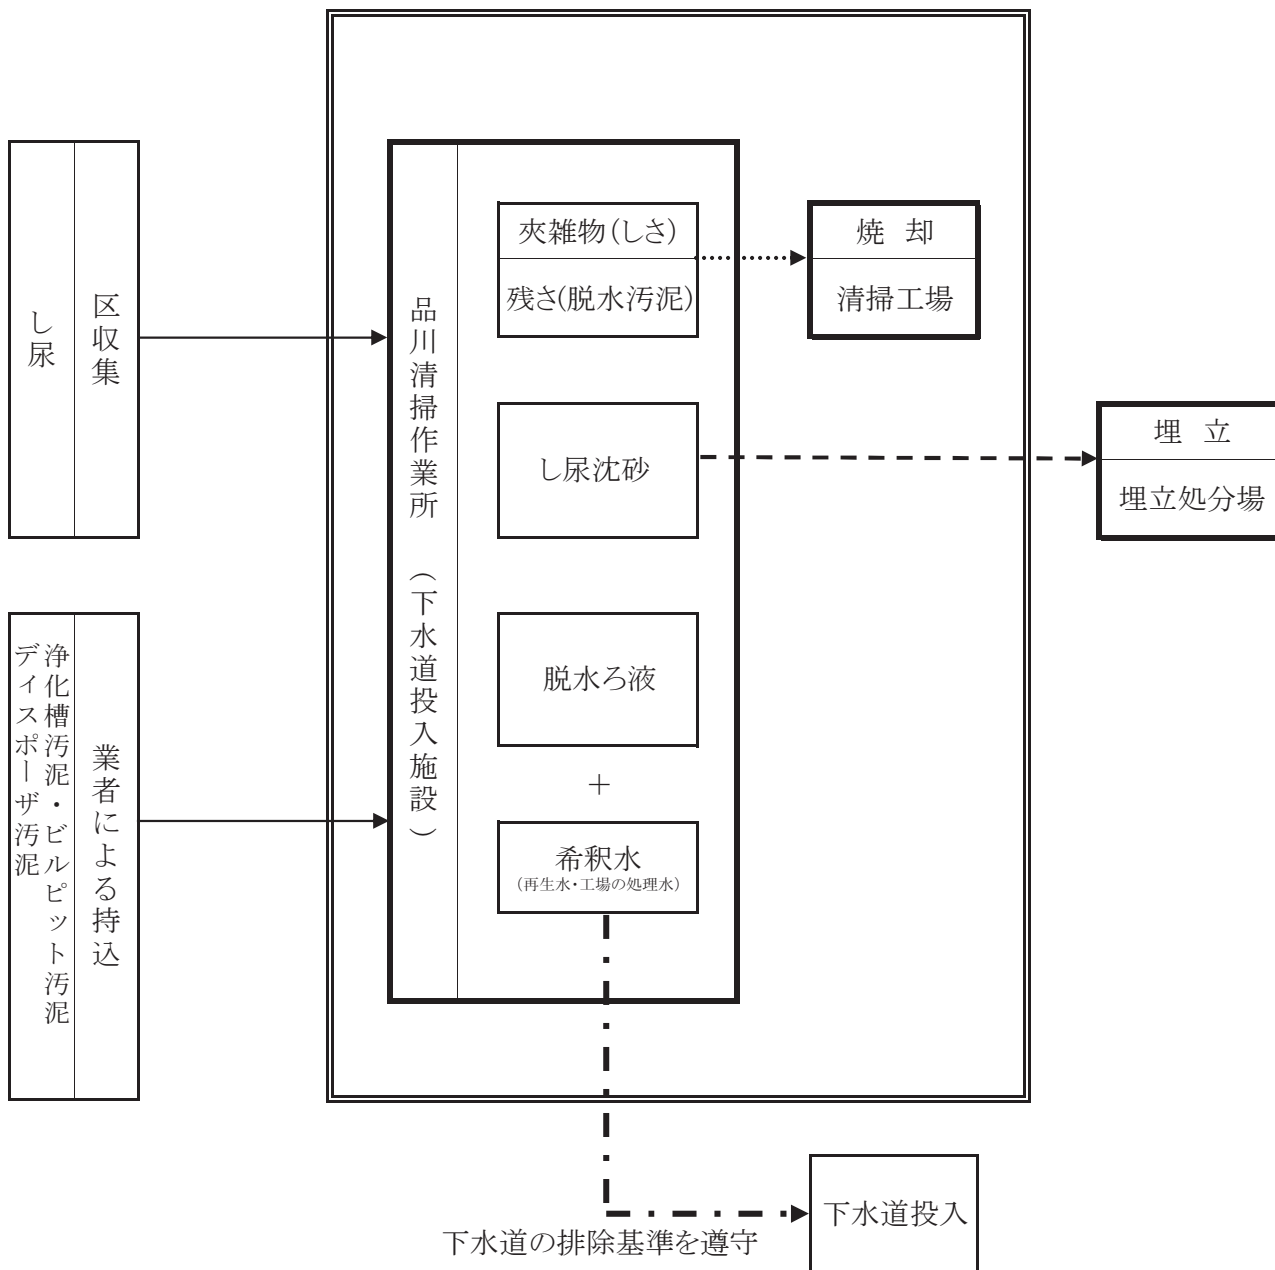 し尿
区収集
浄化槽汚泥・ビルピット汚泥
ディスポーザ汚泥
業者による持込
品川清掃作業所 （下水道投入施設）
夾雑物(しさ)
残さ(脱水汚泥)
し尿沈砂
脱水ろ液
＋
希釈水
(再生水・工場の処理水)
焼 却
清掃工場
埋 立
埋立処分場
下水道投入
下水道の排除基準を遵守